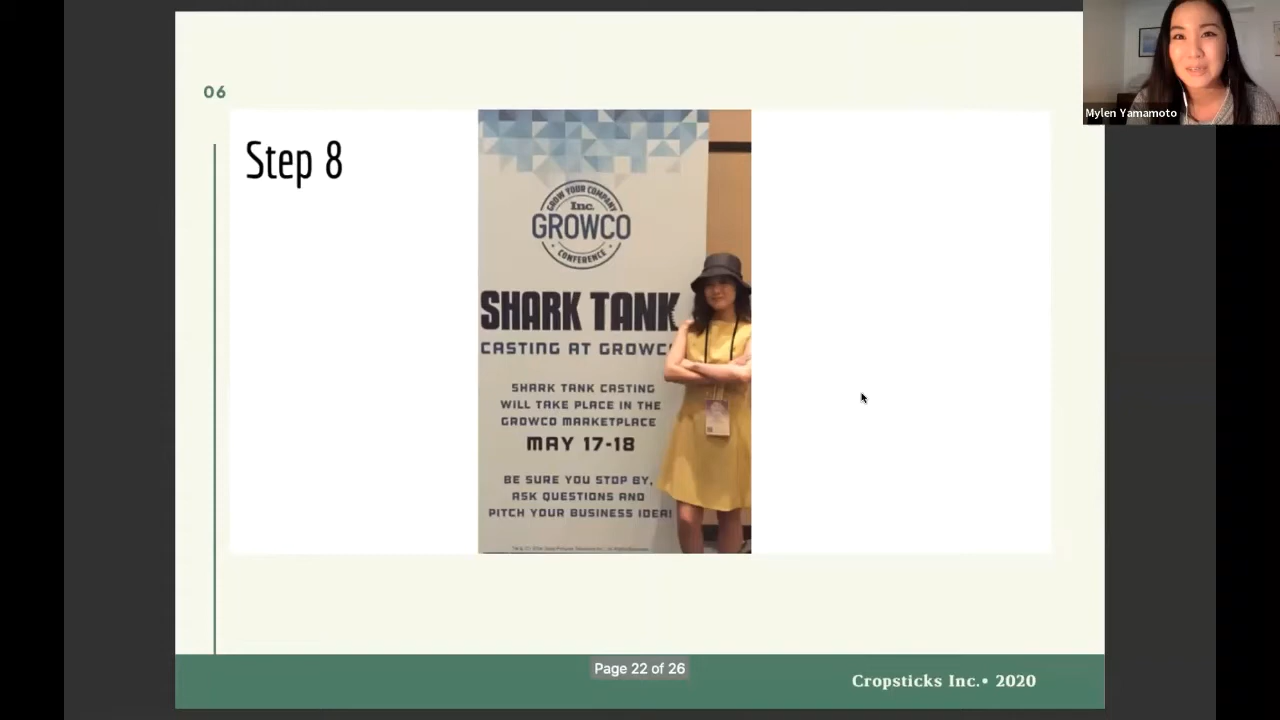 06
Step 8
GROW YOUR COMPANY
Inc.
GROWCO
CONFERENCE
SHARK TANK
CASTING AT GROWC
SHARK TANK CASTING
WILL TAKE PLACE IN THE
GROWCO MARKETPLACE
MAY 17-18
BE SURE YOU STOP BY,
ASK QUESTIONS AND
PITCH YOUR BUSINESS IDEA!
Mylen Yamamoto
Page 22 of 26
Cropsticks Inc.• 2020